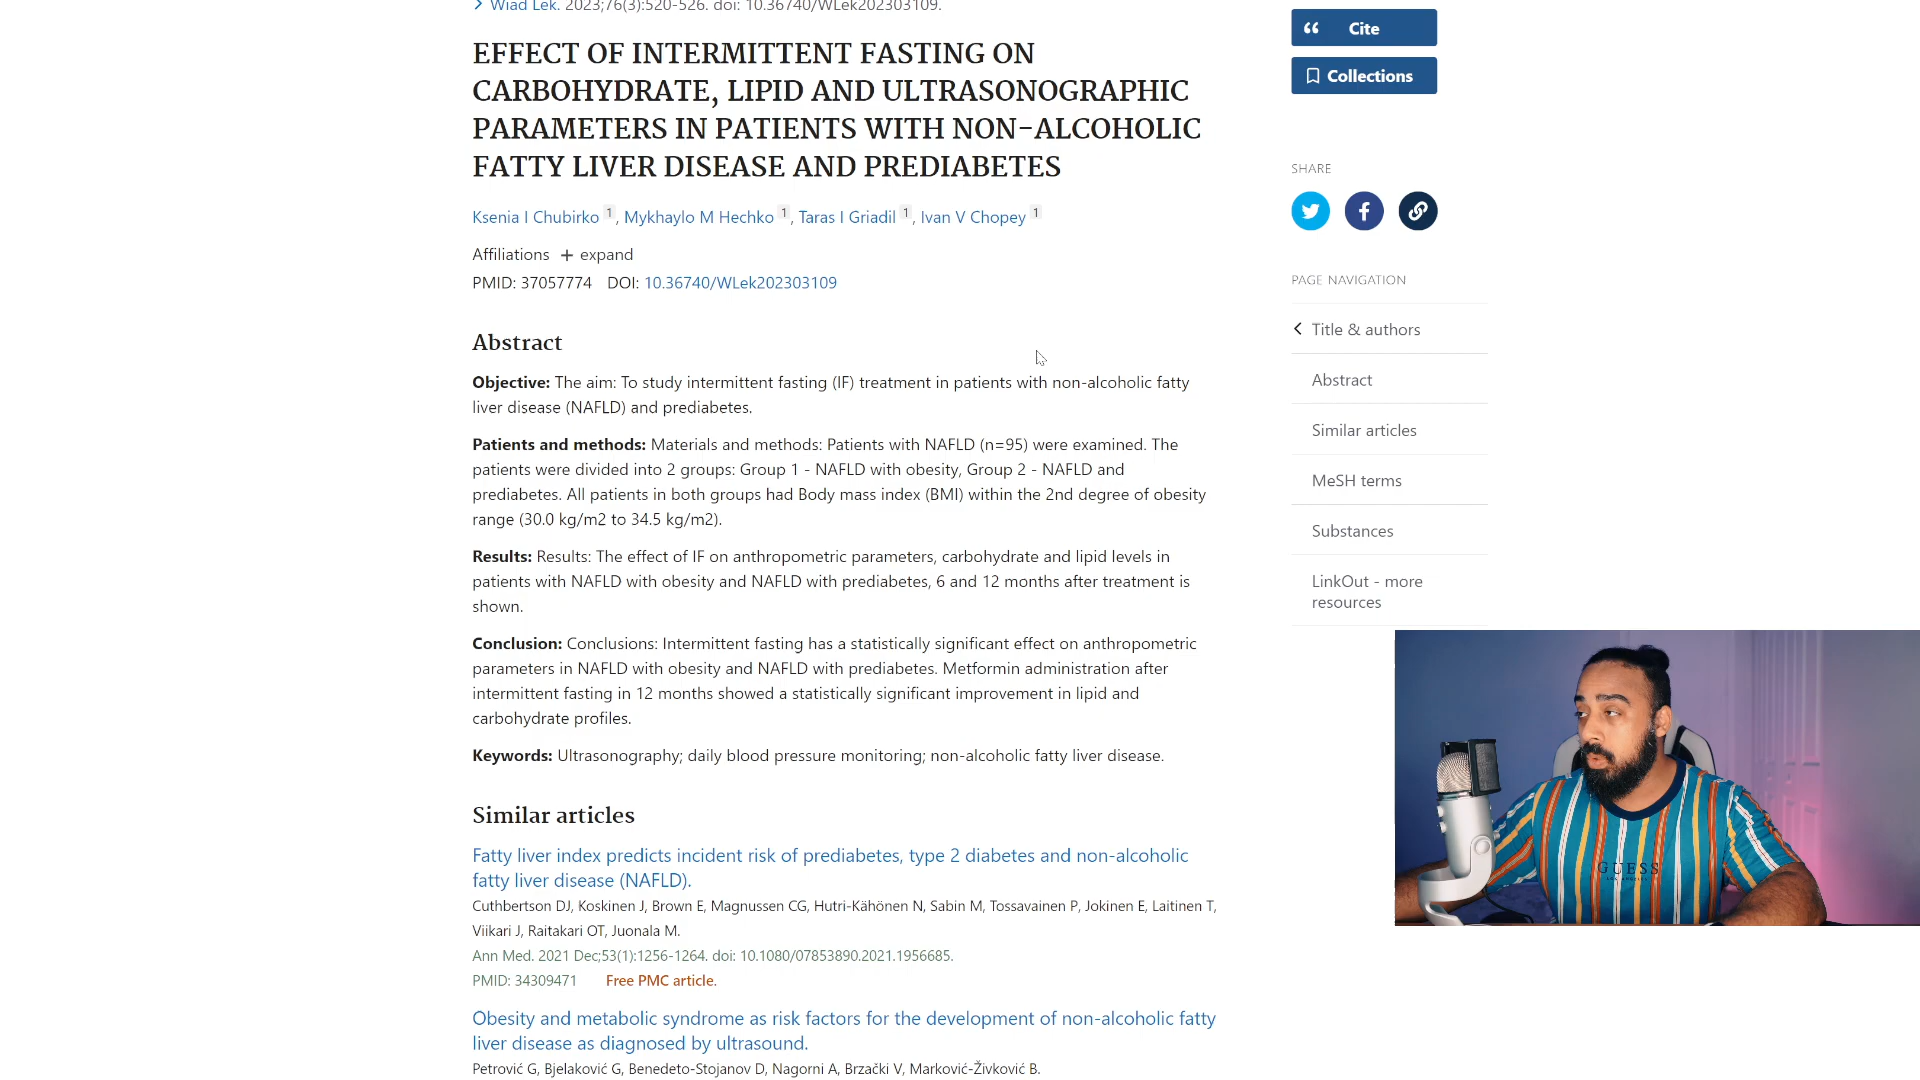 Wiad Lek. 2023;76(3):520-526. doi: 10.36740/WLek202303109.
EFFECT OF INTERMITTENT FASTING ON
CARBOHYDRATE, LIPID AND ULTRASONOGRAPHIC
PARAMETERS IN PATIENTS WITH NON-ALCOHOLIC
FATTY LIVER DISEASE AND PREDIABETES
Ksenia I Chubirko 1, Mykhaylo M Hechko 1, Taras I Griadil 1, Ivan V Chopey 1
Affiliations + expand
PMID: 37057774 DOI: 10.36740/WLek202303109
Abstract
Objective: The aim: To study intermittent fasting (IF) treatment in patients with non-alcoholic fatty
liver disease (NAFLD) and prediabetes.
Patients and methods: Materials and methods: Patients with NAFLD (n=95) were examined. The
patients were divided into 2 groups: Group 1 - NAFLD with obesity, Group 2 - NAFLD and
prediabetes. All patients in both groups had Body mass index (BMI) within the 2nd degree of obesity
range (30.0 kg/m2 to 34.5 kg/m2).
Results: Results: The effect of IF on anthropometric parameters, carbohydrate and lipid levels in
patients with NAFLD with obesity and NAFLD with prediabetes, 6 and 12 months after treatment is
shown.
Conclusion: Conclusions: Intermittent fasting has a statistically significant effect on anthropometric
parameters in NAFLD with obesity and NAFLD with prediabetes. Metformin administration after
intermittent fasting in 12 months showed a statistically significant improvement in lipid and
carbohydrate profiles.
Keywords: Ultrasonography; daily blood pressure monitoring; non-alcoholic fatty liver disease.
Similar articles
Fatty liver index predicts incident risk of prediabetes, type 2 diabetes and non-alcoholic
fatty liver disease (NAFLD).
Cuthbertson DJ, Koskinen J, Brown E, Magnussen CG, Hutri-Kähönen N, Sabin M, Tossavainen P, Jokinen E, Laitinen T,
Viikari J, Raitakari OT, Juonala M.
Ann Med. 2021 Dec;53(1):1256-1264. doi: 10.1080/07853890.2021.1956685.
PMID: 34309471 Free PMC article.
Obesity and metabolic syndrome as risk factors for the development of non-alcoholic fatty
liver disease as diagnosed by ultrasound.
Petrović G, Bjelaković G, Benedeto-Stojanov D, Nagorni A, Brzački V, Marković-Živković B.
Cite
Collections
SHARE
PAGE NAVIGATION
Title & authors
Abstract
Similar articles
MeSH terms
Substances
LinkOut - more
resources
GUESS